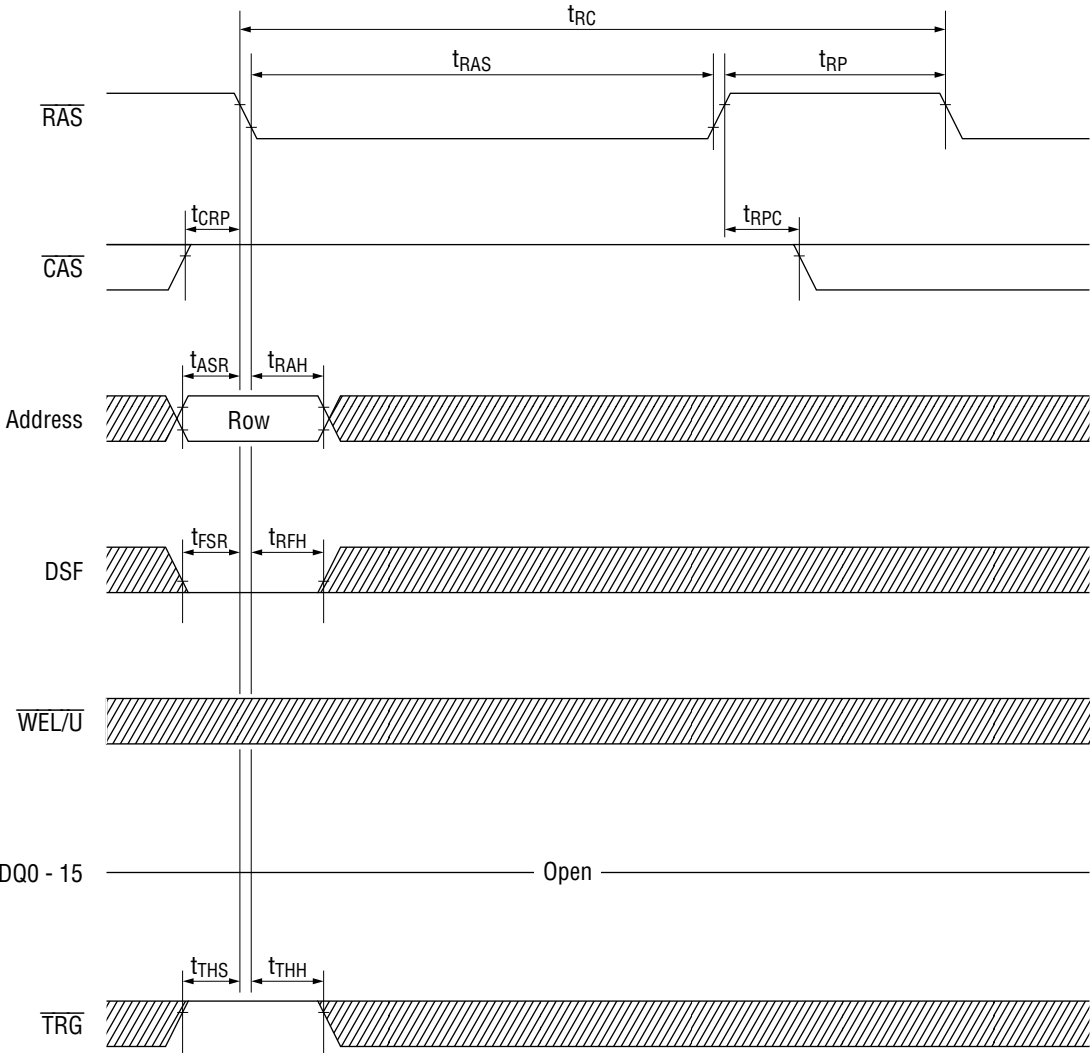 tRC
tRAS
tRP
RAS
tCRP
tRPC
CAS
tASR
tRAH
Address
Row
tFSR
tRFH
DSF
WEL/U
DQ0 - 15
Open
tTHS
tTHH
TRG